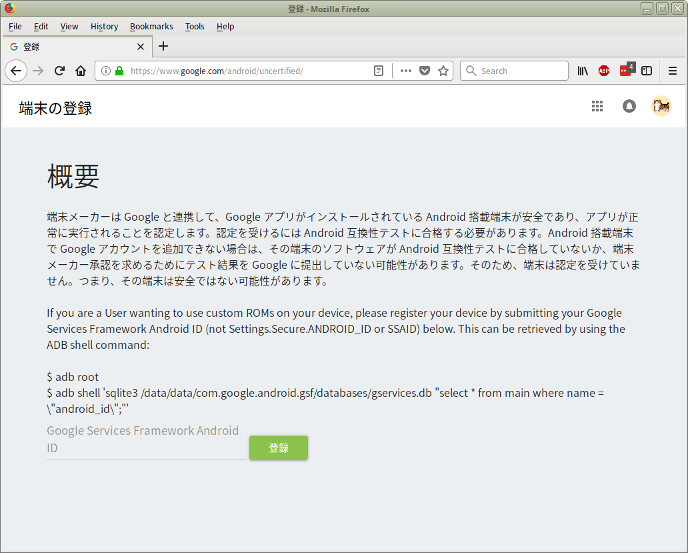 登録 - Mozilla Firefox
File Edit View History Bookmarks Tools Help
登録
https://www.google.com/android/uncertified/
Search
ABP
4
端末の登録
概要
端末メーカーは Google と連携して、Google アプリがインストールされている Android 搭載端末が安全であり、アプリが正
常に実行されることを認定します。認定を受けるには Android 互換性テストに合格する必要があります。Android 搭載端末
で Google アカウントを追加できない場合は、その端末のソフトウェアが Android 互換性テストに合格していないか、端末
メーカー承認を求めるためにテスト結果を Google に提出していない可能性があります。そのため、端末は認定を受けていま
せん。つまり、その端末は安全ではない可能性があります。
If you are a User wanting to use custom ROMs on your device, please register your device by submitting your Google
Services Framework Android ID (not Settings.Secure.ANDROID_ID or SSAID) below. This can be retrieved by using the
ADB shell command:
$ adb root
$ adb shell 'sqlite3 /data/data/com.google.android.gsf/databases/gservices.db "select * from main where name =
\"android_id\";"'
Google Services Framework Android
ID
登録